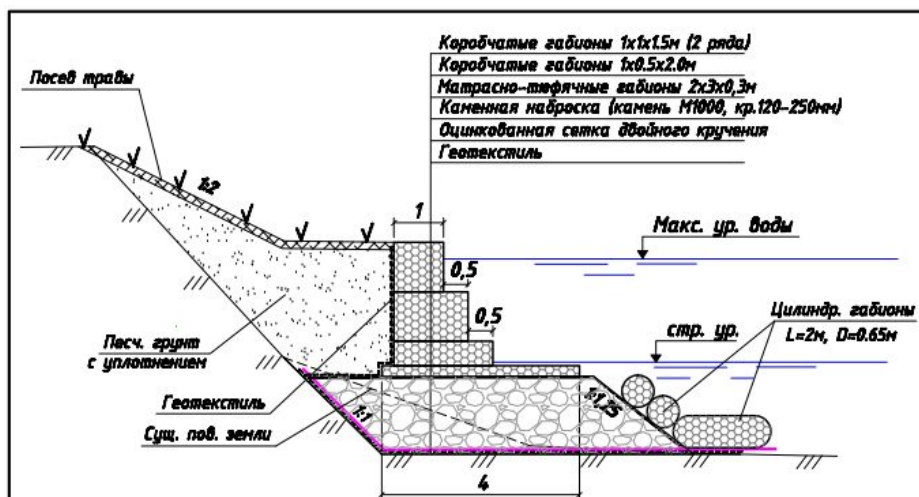 Коробчатые габионы 1х1х1.5м (2 ряда)
Коробчатые габионы 1х0.5х2.0м
Матрасно-тюфячные габионы 2х3х0,3м
Каменная наброска (камень М1000, кр.120-250мм)
Оцинкованная сетка двойного кручения
Геотекстиль
Посев травы
1:2
1
Макс. ур. воды
0,5
0,5
Цилиндр. габионы
L=2м, D=0.65м
стр. ур.
Песч. грунт
с уплотнением
Геотекстиль
1:1
1:1,25
Сущ. пов. земли
4